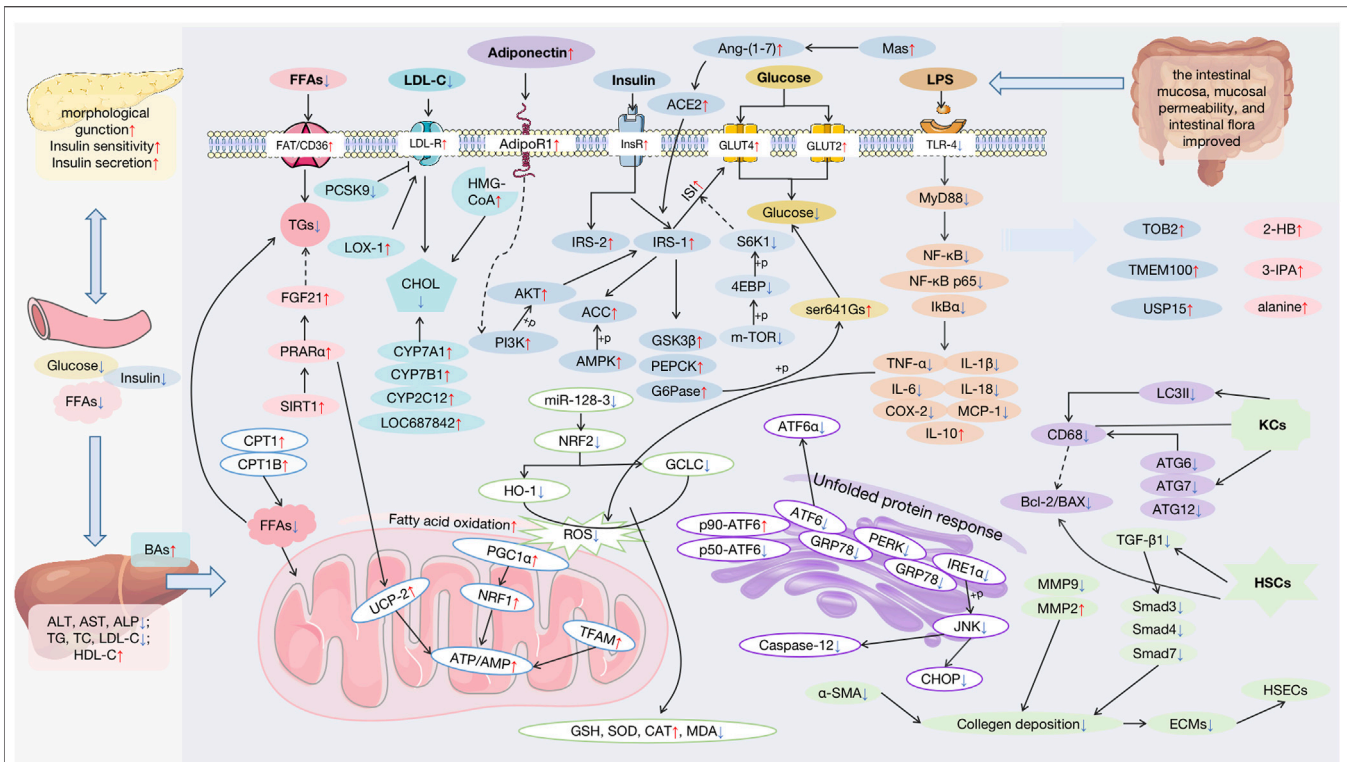 morphological
gunction↑
Insulin sensitivity↑
Insulin secretion↑
Glucose↓
Insulin↓
FFAs↓
BAs↑
ALT, AST, ALP↓;
TG, TC, LDL-C↓;
HDL-C↑
FFAs↓
LDL-C↓
Adiponectin↑
Insulin
Ang-(1-7)↑
Mas↑
ACE2↑
Glucose
LPS
the intestinal
mucosa, mucosal
permeability, and
intestinal flora
improved
FAT/CD36↑
LDL-R↑
AdipoR1↑
InsR↑
GLUT4↑
GLUT2↑
TLR-4↓
PCSK9↓
HMG-
CoA↑
ISI↑
MyD88↓
TGs↓
LOX-1↑
IRS-2↑
IRS-1↑
S6K1↓
Glucose↓
+p
NF-κB↓
NF-κB p65↓
IkBα↓
CHOL
↓
FGF21↑
AKT↑
+p
PI3K↑
ACC↑
+p
AMPK↑
4EBP↓
+p
m-TOR↓
ser641Gs↑
GSK3β↑
PEPCK↑
G6Pase↑
+p
PRARα↑
SIRT1↑
CYP7A1↑
CYP7B1↑
CYP2C12↑
LOC687842↑
TNF-α↓
IL-1β↓
IL-6↓
IL-18↓
COX-2↓
MCP-1↓
IL-10↑
TOB2↑
2-HB↑
TMEM100↑
3-IPA↑
USP15↑
alanine↑
CPT1↑
CPT1B↑
FFAs↓
miR-128-3↓
NRF2↓
HO-1↓
GCLC↓
ROS↓
Fatty acid oxidation↑
PGC1α↑
NRF1↑
UCP-2↑
TFAM↑
ATP/AMP↑
GSH, SOD, CAT↑, MDA↓
ATF6α↓
Unfolded protein response
p90-ATF6↑
p50-ATF6↓
ATF6↓
GRP78↓
PERK↓
GRP78↓
IRE1α↓
+p
JNK↓
Caspase-12↓
CHOP↓
LC3II↓
KCs
CD68↓
ATG6↓
ATG7↓
ATG12↓
Bcl-2/BAX↓
TGF-β1↓
HSCs
MMP9↓
MMP2↑
Smad3↓
Smad4↓
Smad7↓
α-SMA↓
Collagen deposition↓
ECMs↓
HSECs